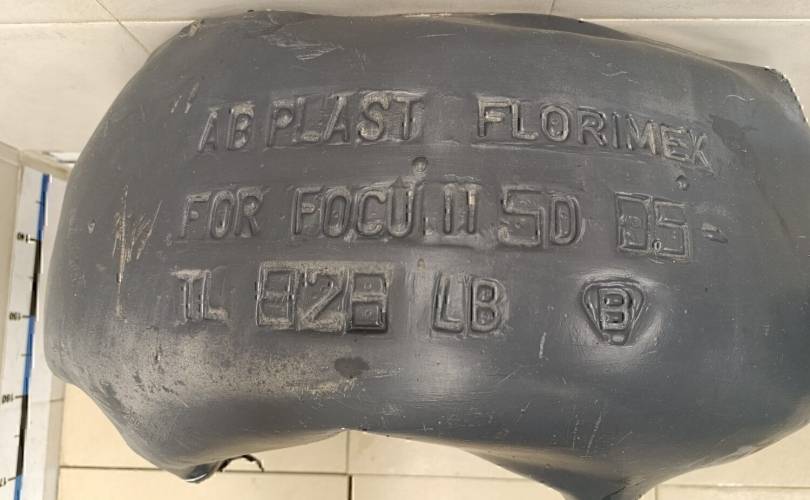 AB PLAST FLORIMEX
FOR FOCU II 5D 05-
TL 828 LB B